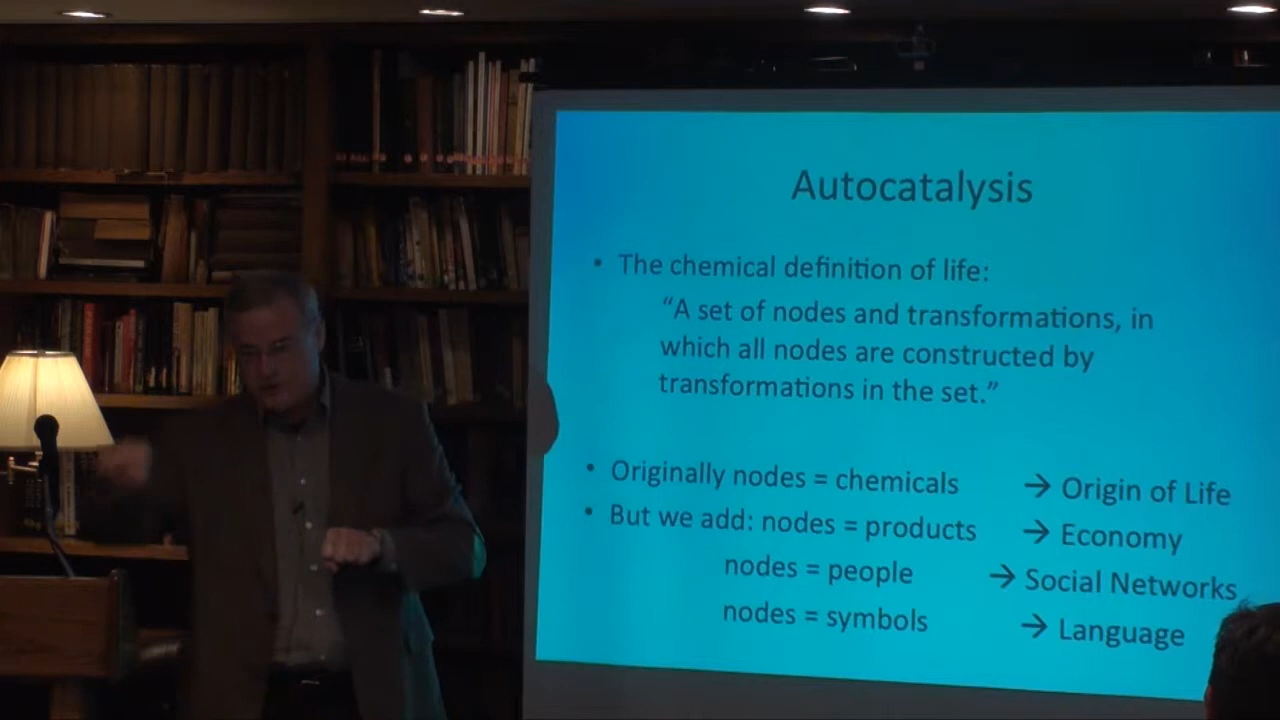 Autocatalysis
• The chemical definition of life:
“A set of nodes and transformations, in
which all nodes are constructed by
transformations in the set.”
• Originally nodes = chemicals → Origin of Life
• But we add: nodes = products → Economy
nodes = people → Social Networks
nodes = symbols → Language